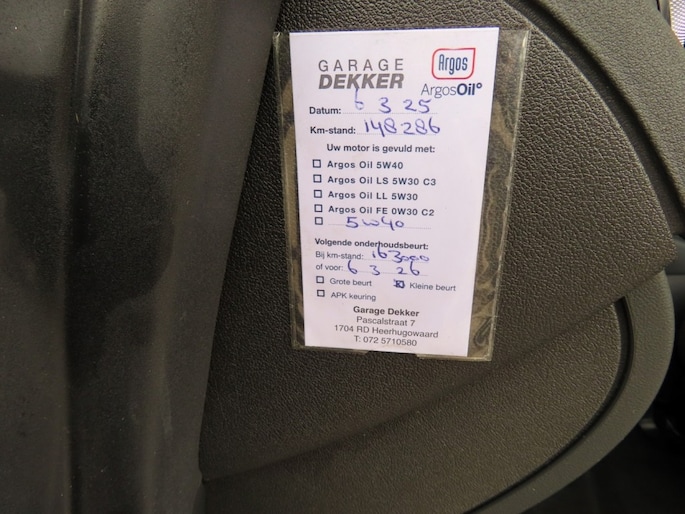 GARAGE
DEKKER
Argos
ArgosOil°
Datum: 6 3 25
Km-stand: 148286
Uw motor is gevuld met:
Argos Oil 5W40
Argos Oil LS 5W30 C3
Argos Oil LL 5W30
Argos Oil FE 0W30 C2
5W40
Volgende onderhoudsbeurt:
Bij km-stand: 163000
of voor: 6 3 26
Grote beurt Kleine beurt
APK keuring
Garage Dekker
Pascalstraat 7
1704 RD Heerhugowaard
T: 072 5710580